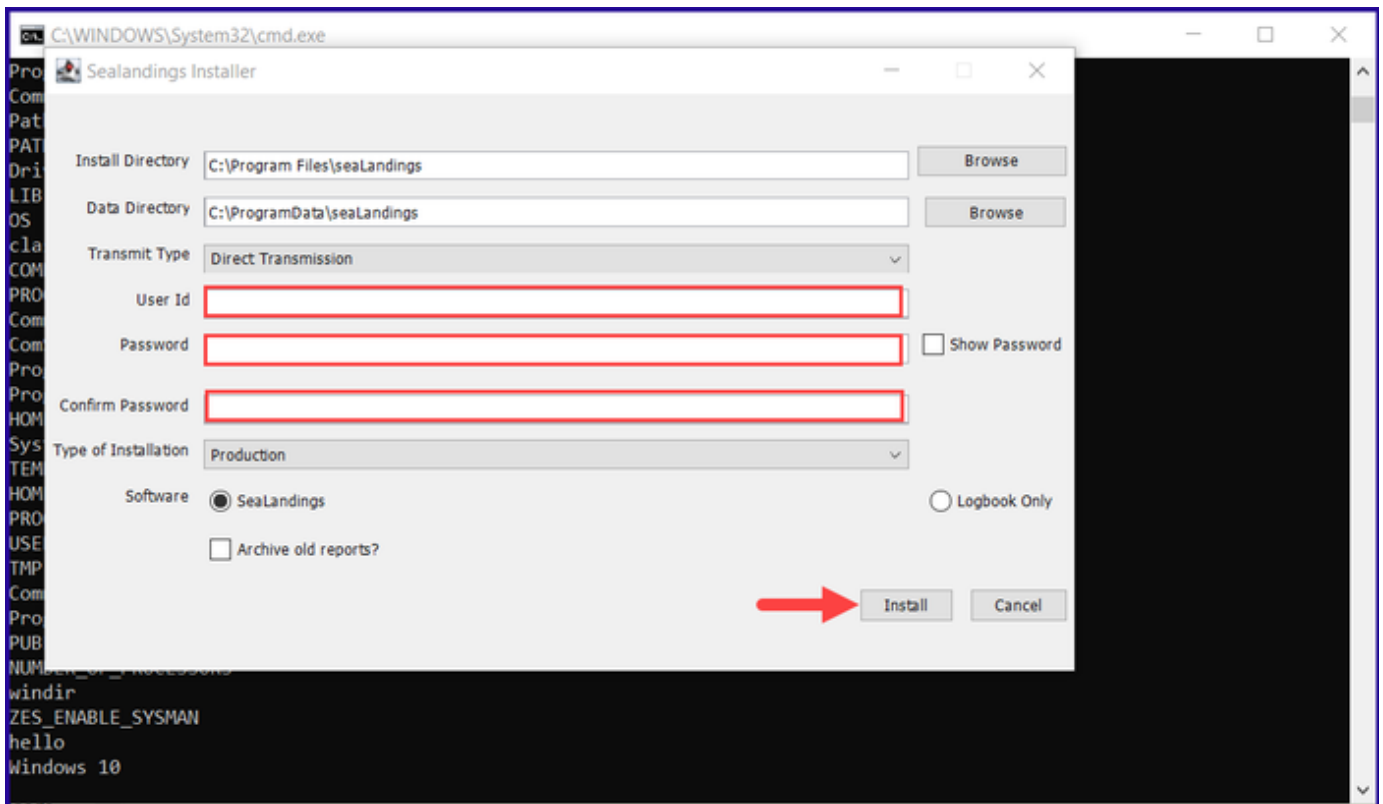 C:\WINDOWS\System32\cmd.exe
Sealandings Installer
Install Directory C:\Program Files\seaLandings Browse
Data Directory C:\ProgramData\seaLandings Browse
Transmit Type Direct Transmission
User Id
Password Show Password
Confirm Password
Type of Installation Production
Software SeaLandings Logbook Only
Archive old reports?
Install Cancel
Pro
Com
Pat
PAT
Dri
LIB
OS
cla
COM
PRO
Com
Com
Pro
Pro
HOM
Sys
TEM
HOM
PRO
USE
TMP
Com
Pro
PUB
NUMBER_OF_PROCESSORS
windir
ZES_ENABLE_SYSMAN
hello
Windows 10